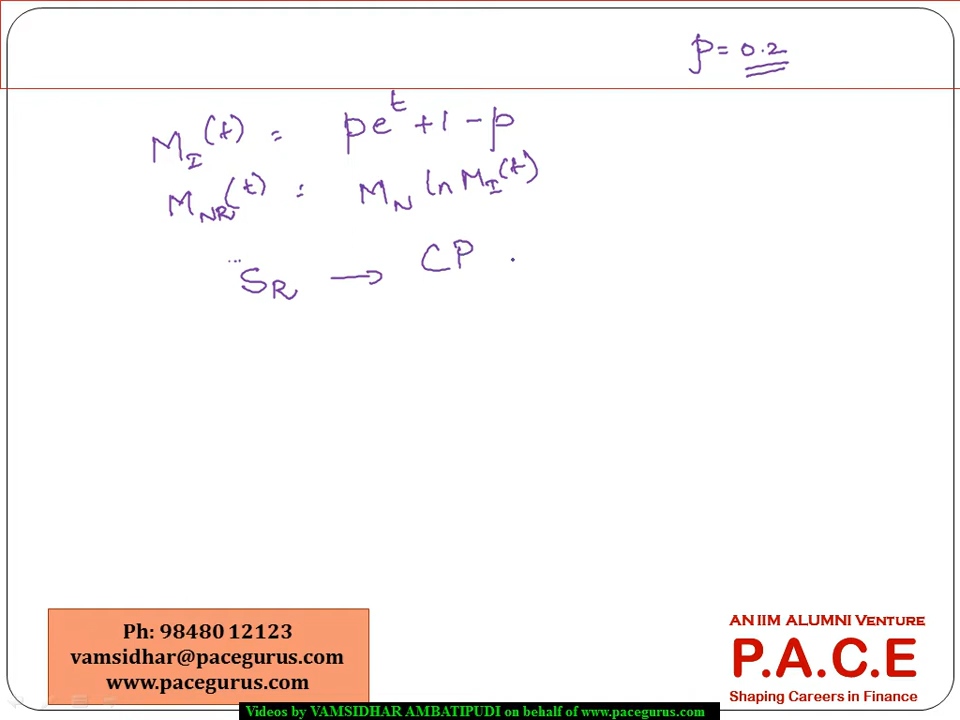 p = 0.2
M_I(t) = pe^t + 1 - p
M_NR(t) = M_N ln M_I(t)
S_R → CP .
Ph: 98480 12123
vamsidhar@pacegurus.com
www.pacegurus.com
AN IIM ALUMNI VENTURE
P.A.C.E
Shaping Careers in Finance
Videos by VAMSIDHAR AMBATIPUDI on behalf of www.pacegurus.com